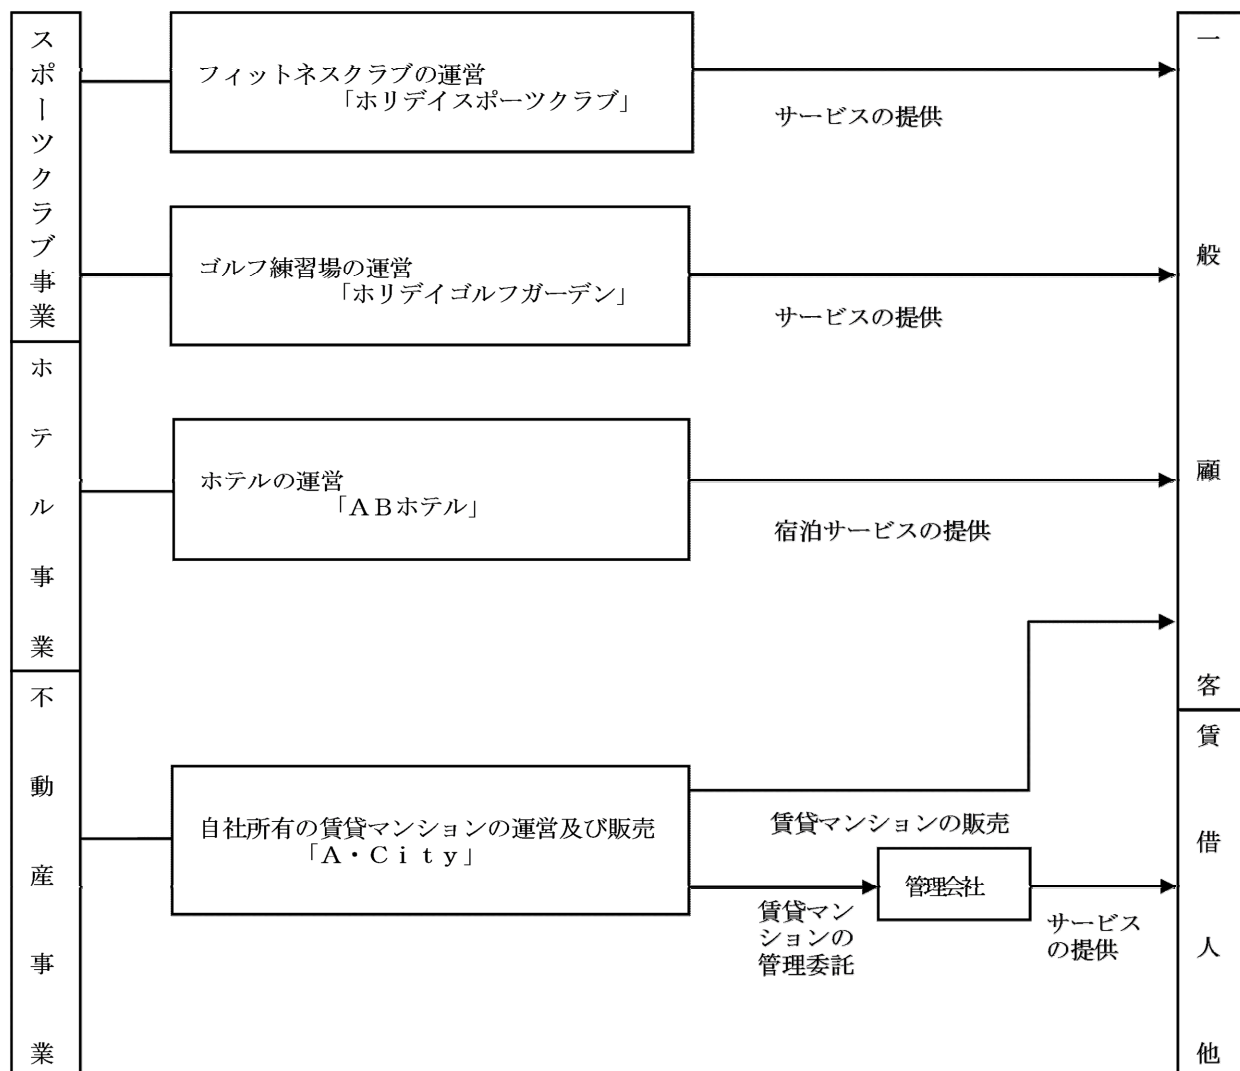 スポーツクラブ事業
フィットネスクラブの運営
「ホリデイスポーツクラブ」
サービスの提供
ゴルフ練習場の運営
「ホリデイゴルフガーデン」
サービスの提供
ホテル事業
ホテルの運営
「ＡＢホテル」
宿泊サービスの提供
不動産事業
自社所有の賃貸マンションの運営及び販売
「Ａ・Ｃｉｔｙ」
賃貸マンションの販売
賃貸マン
ションの
管理委託
管理会社
サービス
の提供
一般顧客
賃借人他